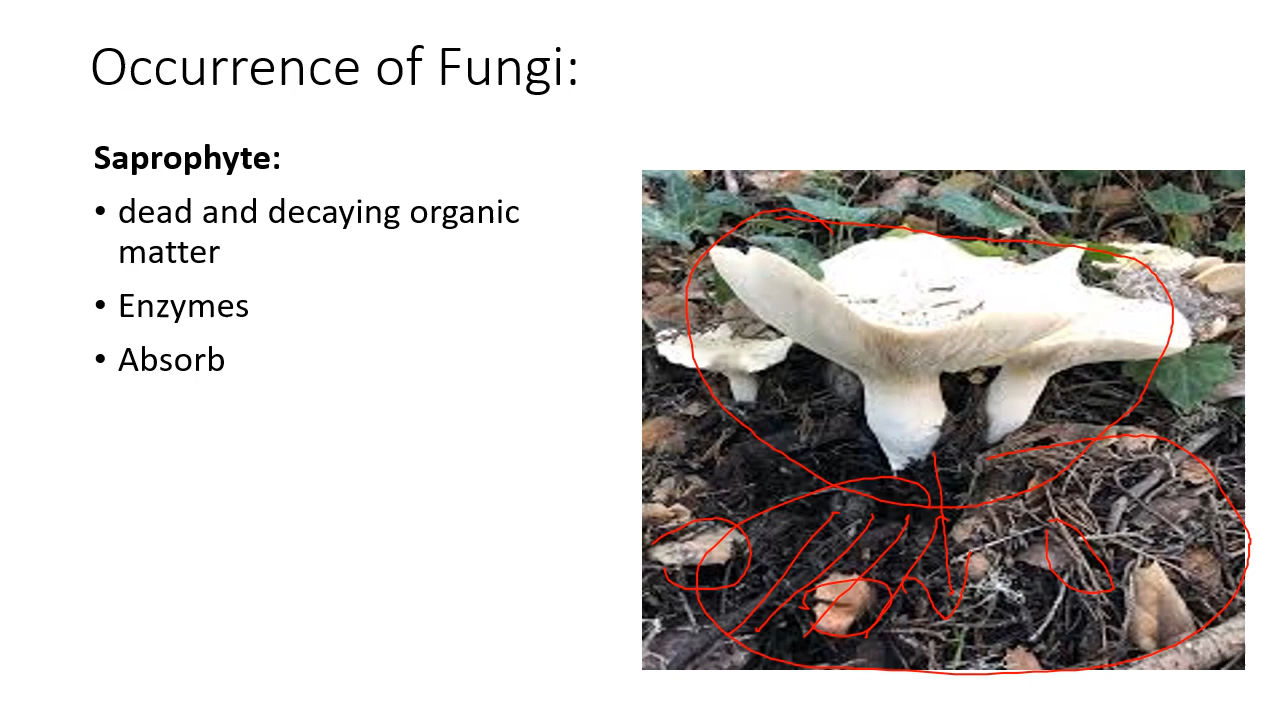 Occurrence of Fungi:
Saprophyte:
• dead and decaying organic
matter
• Enzymes
• Absorb